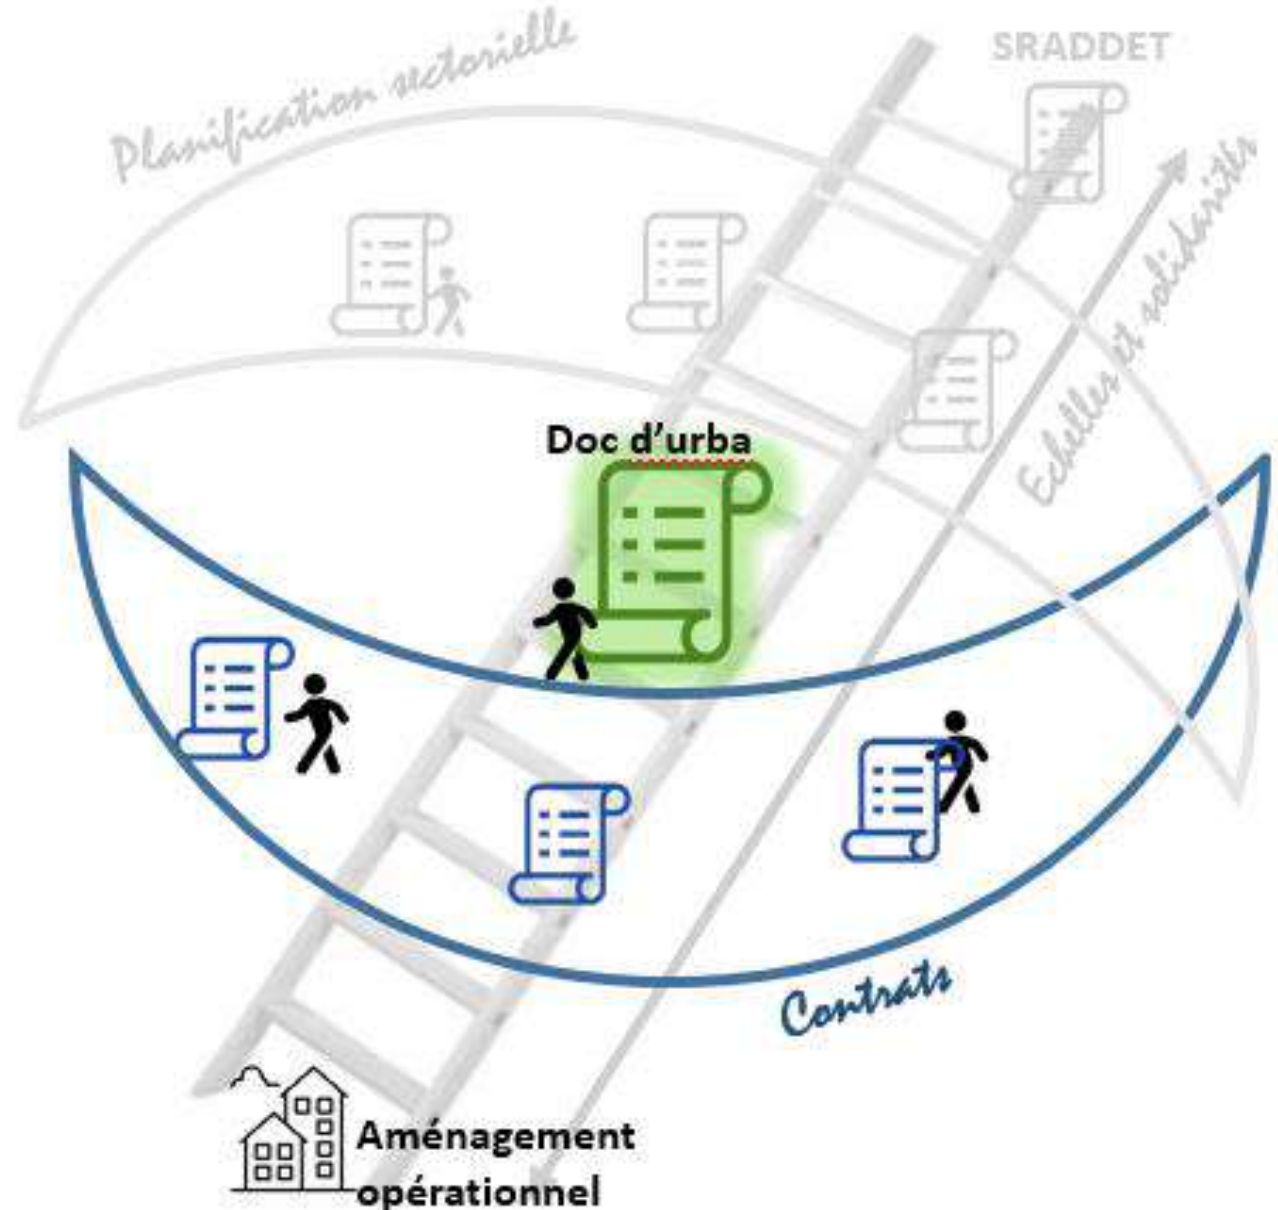 Planification sectorielle
SRADDET
Echelles et solidarités
Doc d'urba
Contrats
Aménagement
opérationnel